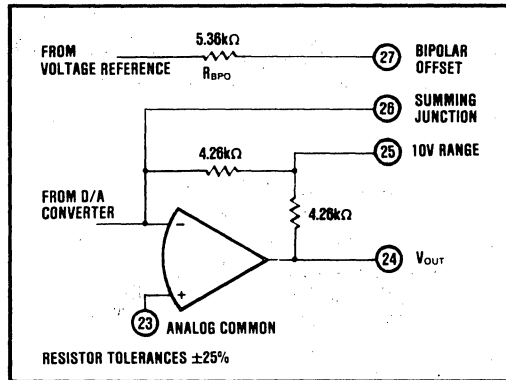 FROM
VOLTAGE REFERENCE
5.36kΩ
RBPO
27
BIPOLAR
OFFSET
26
SUMMING
JUNCTION
4.26kΩ
25
10V RANGE
FROM D/A
CONVERTER
4.26kΩ
−
+
24
VOUT
23
ANALOG COMMON
RESISTOR TOLERANCES ±25%